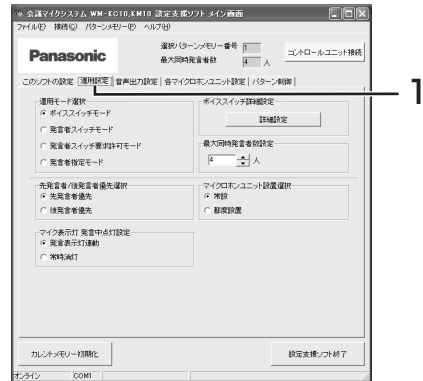 会議マイクシステム WM-KC10,KM10 設定支援ソフト メイン画面
ファイル(F) 接続(C) パターンメモリー(P) ヘルプ(H)
Panasonic
選択パターンメモリー番号 1
最大同時発言者数 4 人
コントロールユニット接続
このソフトの設定 運用設定 音声出力設定 各マイクロホンユニット設定 パターン制御
1
運用モード選択
ボイススイッチモード
発言者スイッチモード
発言者スイッチ要求許可モード
発言者指定モード
ボイススイッチ詳細設定
詳細設定
最大同時発言者数設定
4 人
先発言者/後発言者優先選択
先発言者優先
後発言者優先
マイクロホンユニット設置選択
常設
都度設置
マイク表示灯 発言中点灯設定
発言表示灯連動
常時消灯
カレントメモリー初期化
設定支援ソフト終了
オンライン COM1